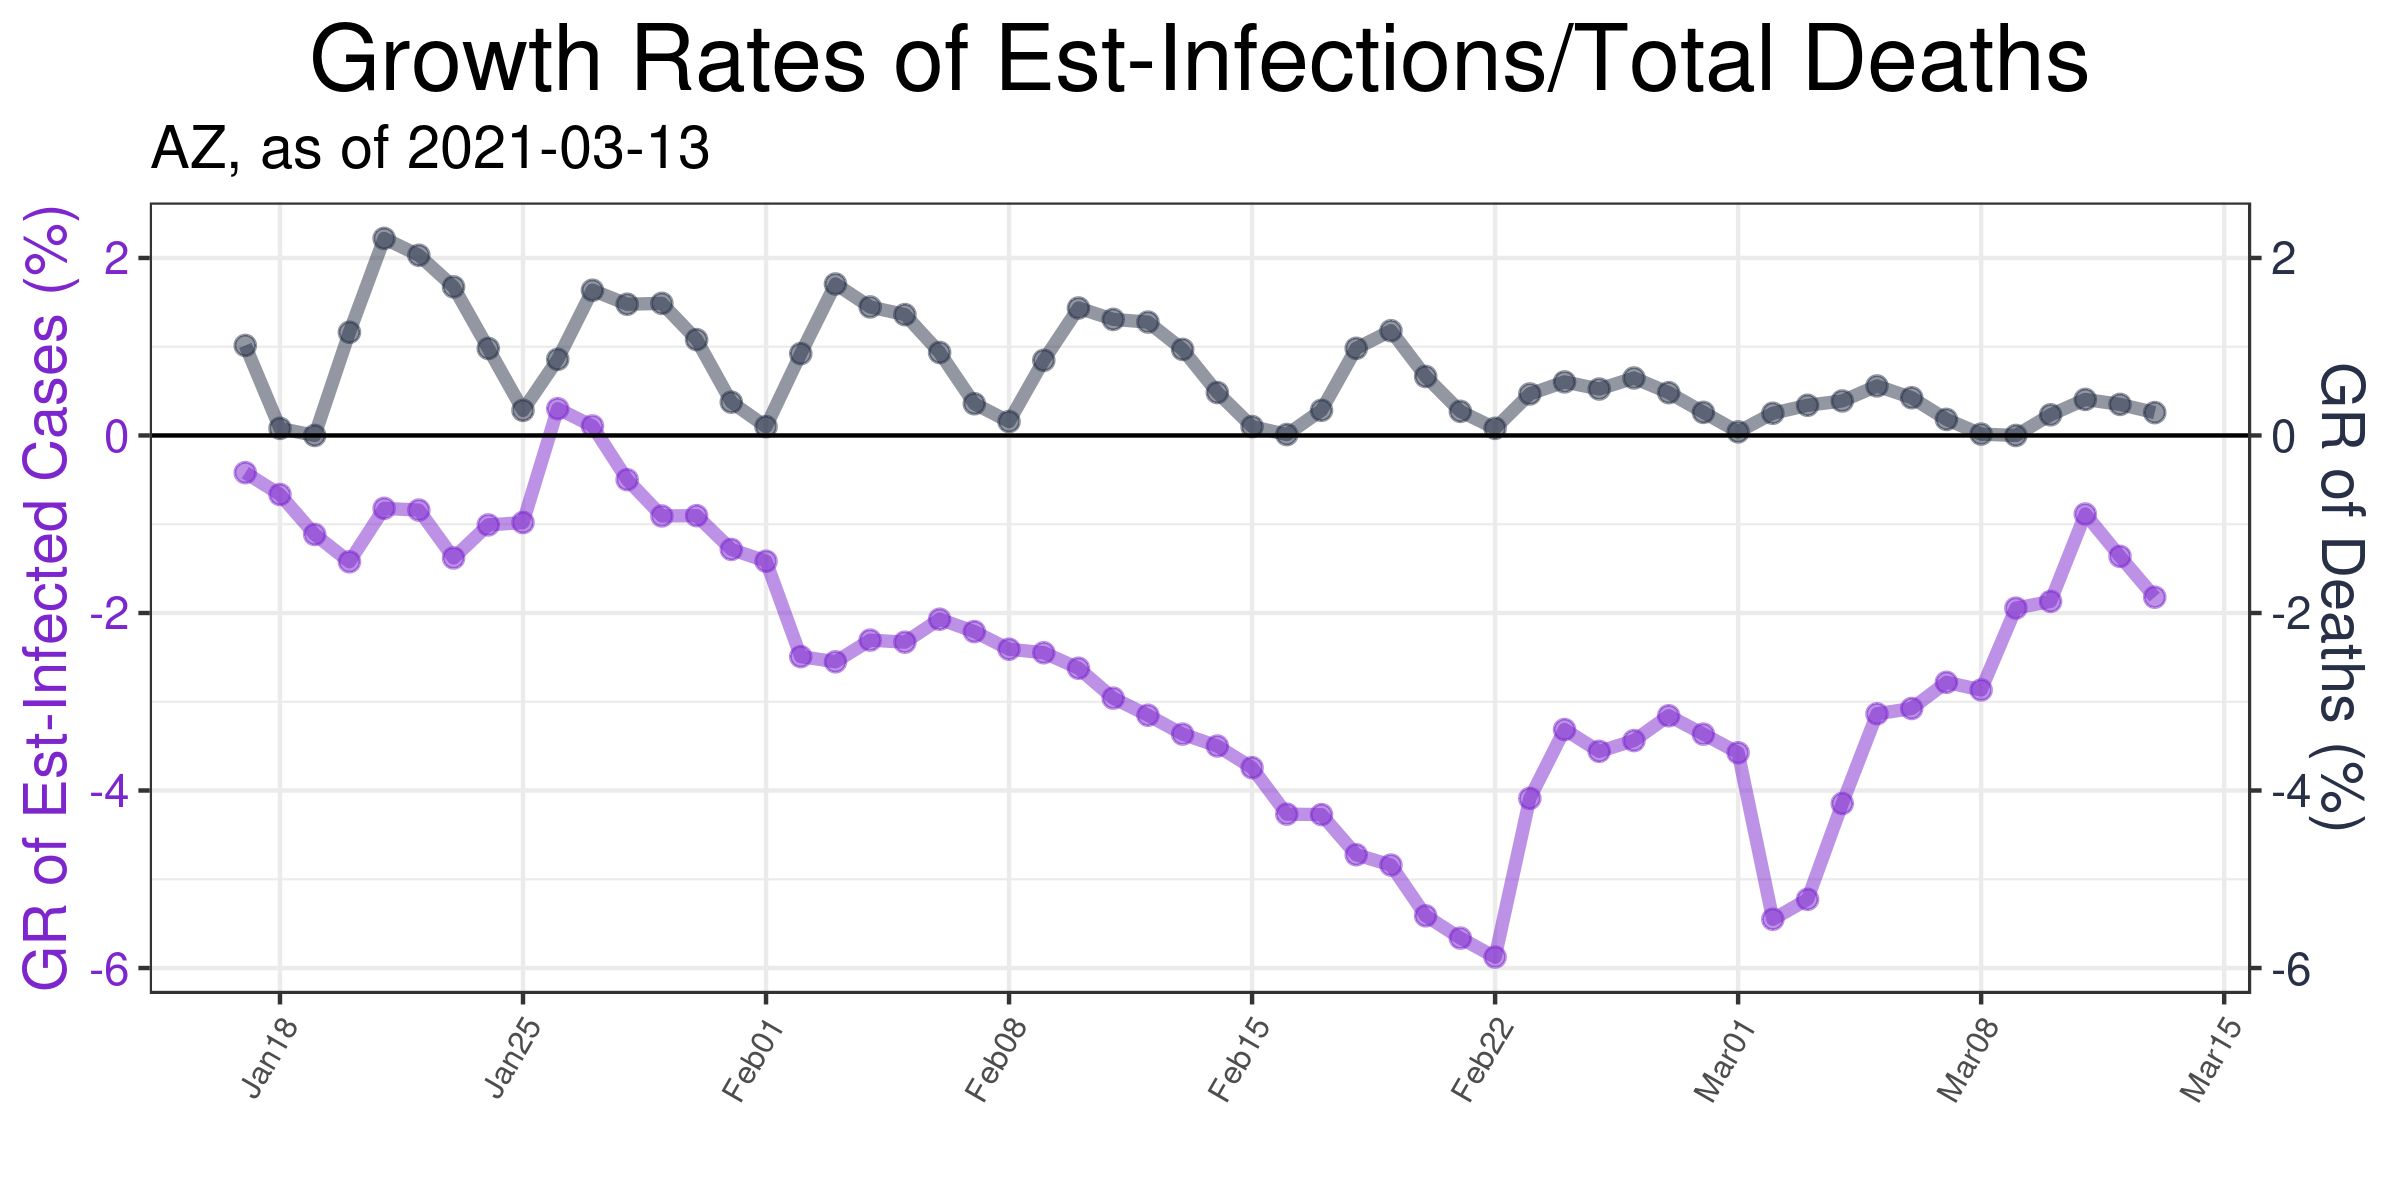 Growth Rates of Est-Infections/Total Deaths
AZ, as of 2021-03-13
GR of Est-Infected Cases (%)
2
0
-2
-4
-6
2
0
-2
-4
-6
GR of Deaths (%)
Jan18
Jan25
Feb01
Feb08
Feb15
Feb22
Mar01
Mar08
Mar15